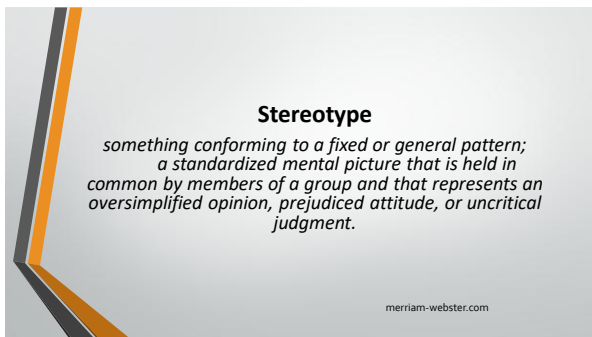 Stereotype
something conforming to a fixed or general pattern;
a standardized mental picture that is held in
common by members of a group and that represents an
oversimplified opinion, prejudiced attitude, or uncritical
judgment.
merriam-webster.com